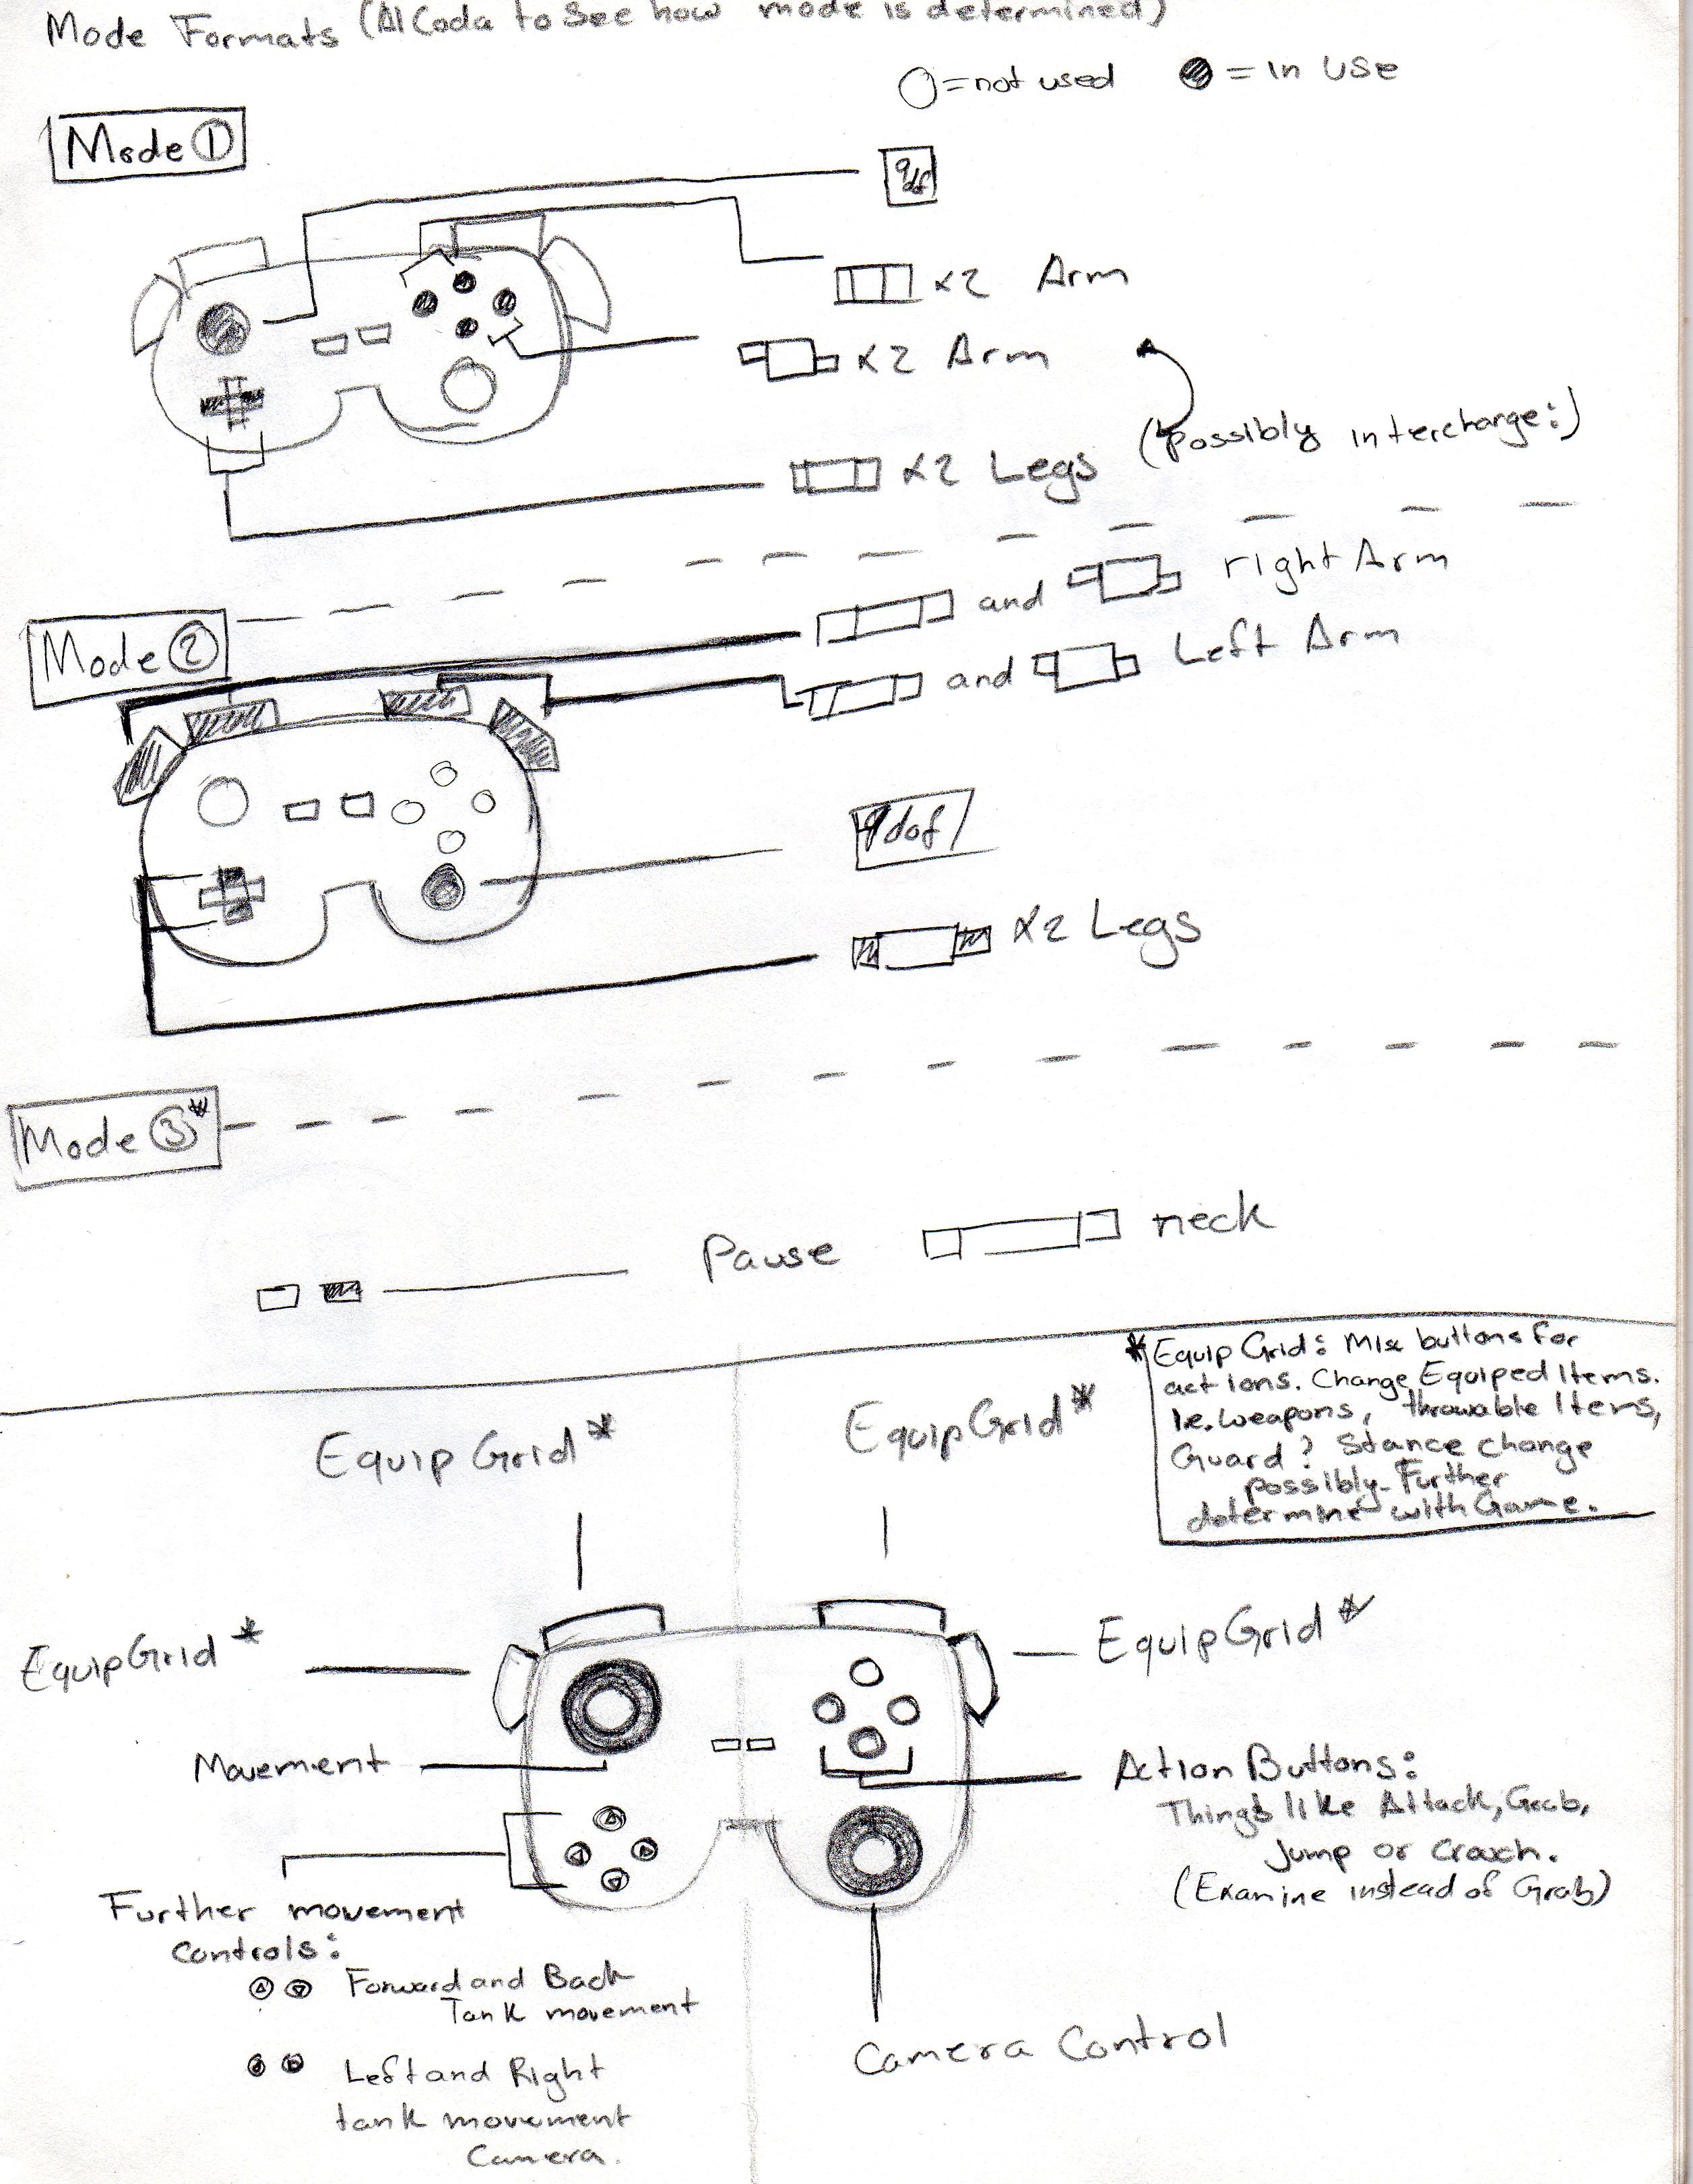 Mode Formats (Al Coda to see how mode is determined)
=not used = in use
Mode 1
9dof
x2 Arm
x2 Arm
(possibly interchange:)
x2 Legs
and right Arm
Mode 2
and Left Arm
9dof
x2 Legs
Mode 3*
Pause neck
*Equip Grid: Mix buttons for
actions. Change Equiped Items.
I.e. Weapons, throwable Items,
Guard? Stance change
possibly. Further
determine with Game.
Equip Grid*
Equip Grid*
Equip Grid*
Equip Grid*
Movement
Action Buttons:
Things like Attack, Grab,
Jump or Crouch.
(Examine instead of Grab)
Further movement
controls:
Forward and Back
Tank movement
Left and Right
tank movement
Camera.
Camera Control